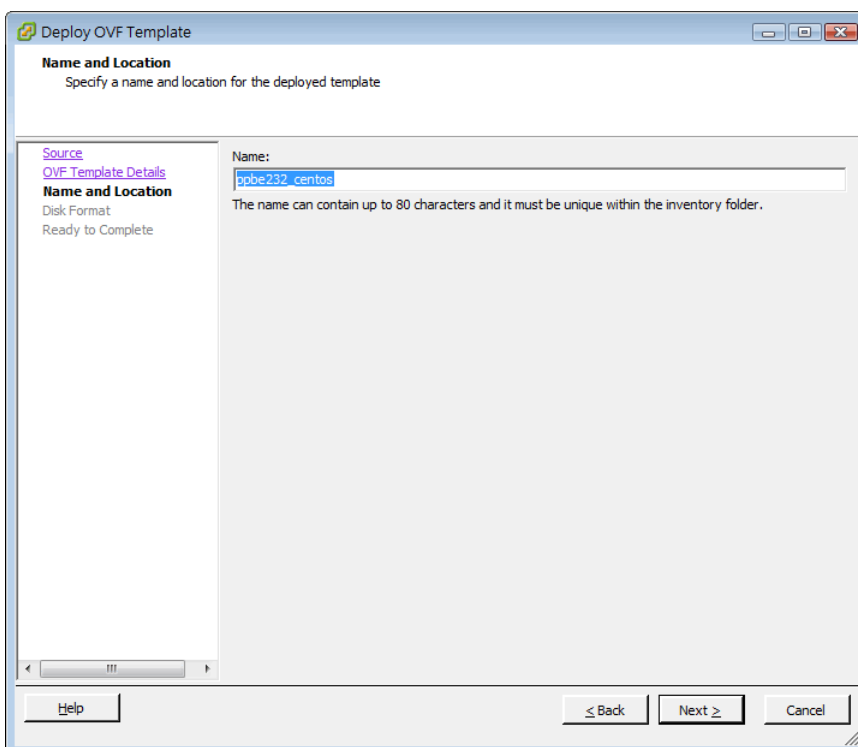 Deploy OVF Template
Name and Location
Specify a name and location for the deployed template
Source
OVF Template Details
Name and Location
Disk Format
Ready to Complete
Name:
ppbe232_centos
The name can contain up to 80 characters and it must be unique within the inventory folder.
Help
< Back
Next >
Cancel